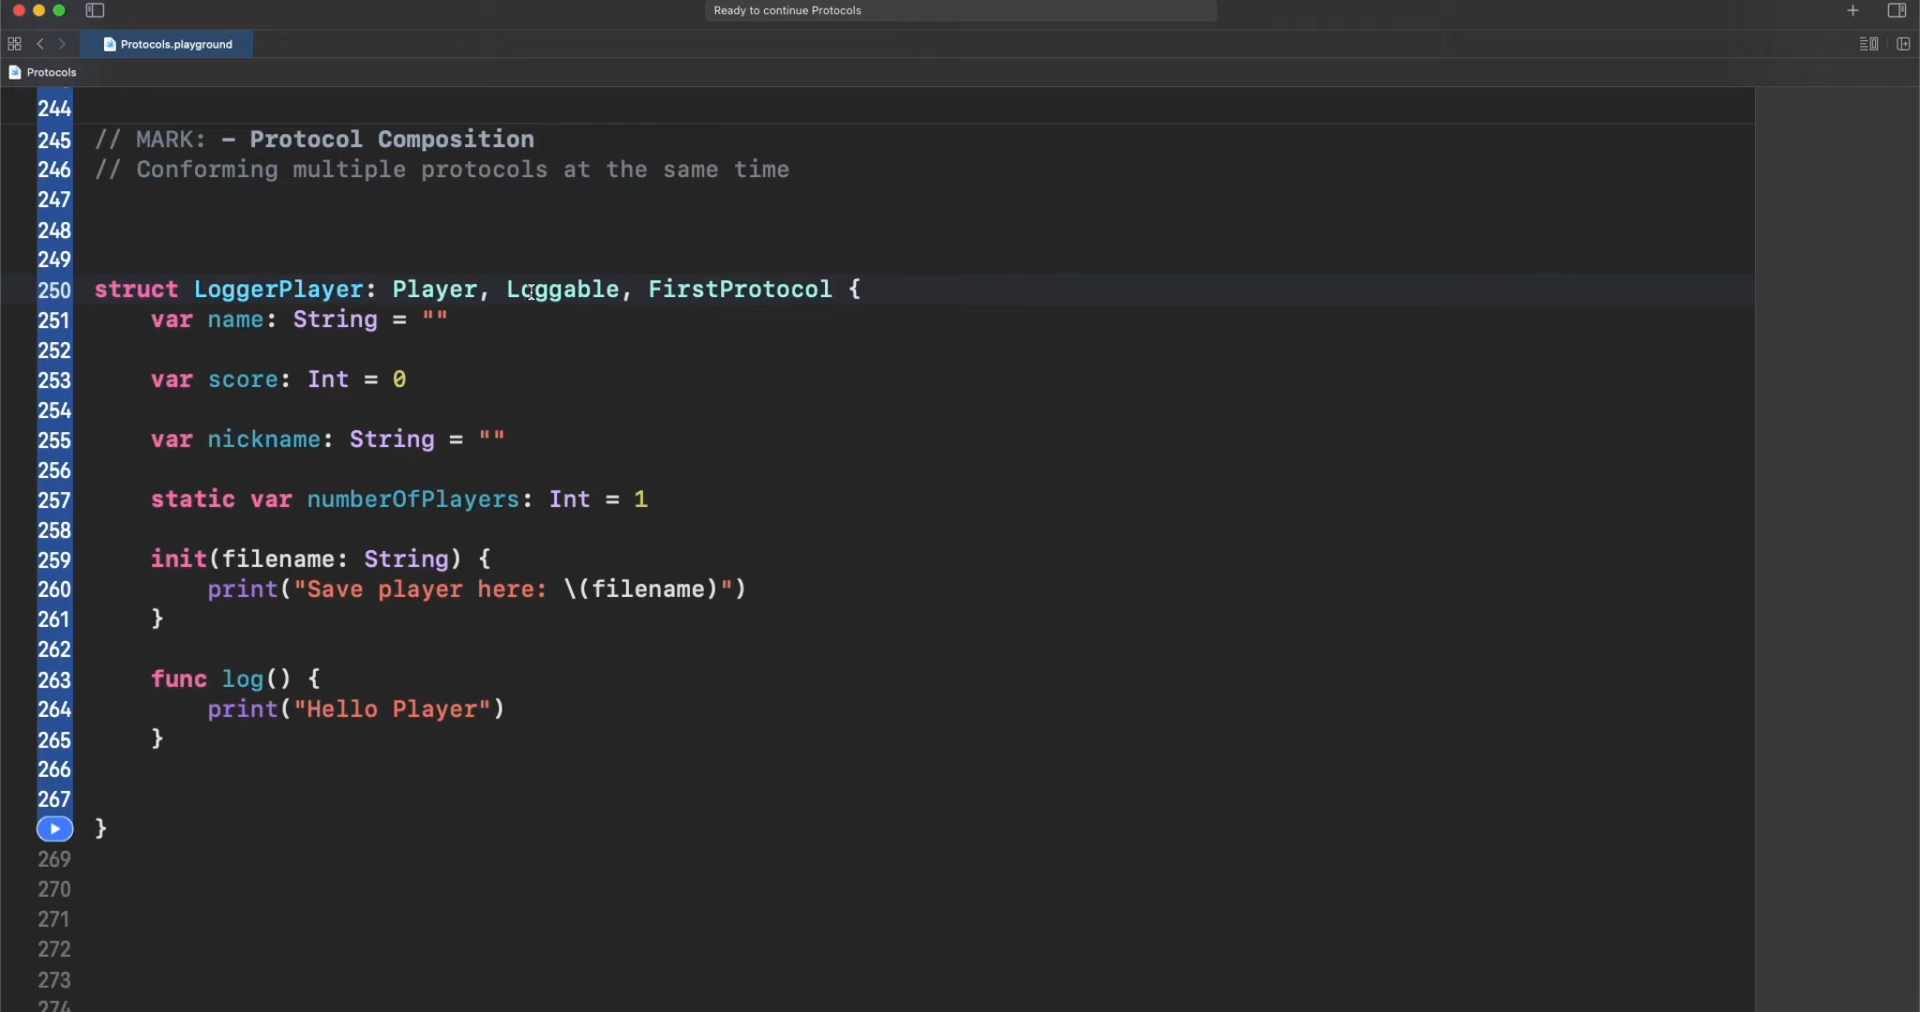 Ready to continue Protocols
Protocols.playground
Protocols
244
245 // MARK: – Protocol Composition
246 // Conforming multiple protocols at the same time
247
248
249
250 struct LoggerPlayer: Player, Loggable, FirstProtocol {
251 var name: String = ""
252
253 var score: Int = 0
254
255 var nickname: String = ""
256
257 static var numberOfPlayers: Int = 1
258
259 init(filename: String) {
260 print("Save player here: \(filename)")
261 }
262
263 func log() {
264 print("Hello Player")
265 }
266
267
}
269
270
271
272
273
274